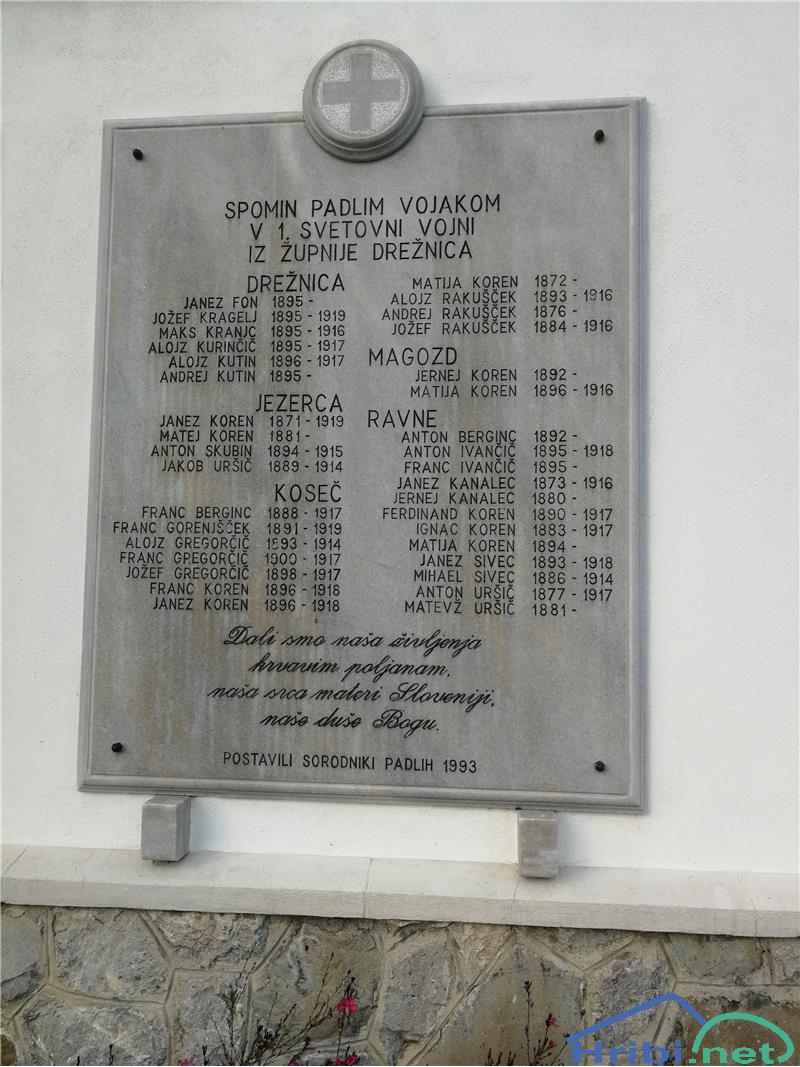 SPOMIN PADLIM VOJAKOM
V 1. SVETOVNI VOJNI
IZ ŽUPNIJE DREŽNICA
DREŽNICA
JANEZ FON 1895 -
JOŽEF KRAGELJ 1895 - 1919
MAKS KRANJC 1895 - 1916
ALOJZ KURINČIČ 1895 - 1917
ALOJZ KUTIN 1896 - 1917
ANDREJ KUTIN 1895 -
JEZERCA
JANEZ KOREN 1871 - 1919
MATEJ KOREN 1881 -
ANTON SKUBIN 1894 - 1915
JAKOB URŠIČ 1889 - 1914
KOSEČ
FRANC BERGINC 1888 - 1917
FRANC GORENJŠČEK 1891 - 1919
ALOJZ GREGORČIČ 1893 - 1914
FRANC GREGORČIČ 1900 - 1917
JOŽEF GREGORČIČ 1898 - 1917
FRANC KOREN 1896 - 1918
JANEZ KOREN 1896 - 1918
MATIJA KOREN 1872 -
ALOJZ RAKUŠČEK 1893 - 1916
ANDREJ RAKUŠČEK 1876 -
JOŽEF RAKUŠČEK 1884 - 1916
MAGOZD
JERNEJ KOREN 1892 -
MATIJA KOREN 1896 - 1916
RAVNE
ANTON BERGINC 1892 -
ANTON IVANČIČ 1895 - 1918
FRANC IVANČIČ 1895 -
JANEZ KANALEC 1873 - 1916
JERNEJ KANALEC 1880 -
FERDINAND KOREN 1890 - 1917
IGNAC KOREN 1883 - 1917
MATIJA KOREN 1894 -
JANEZ SIVEC 1893 - 1918
MIHAEL SIVEC 1886 - 1914
ANTON URŠIČ 1877 - 1917
MATEVŽ URŠIČ 1881 -
Dali smo naša življenja
krvavim poljanam,
naša srca materi Sloveniji,
naše duše Bogu.
POSTAVILI SORODNIKI PADLIH 1993
Hribi.net